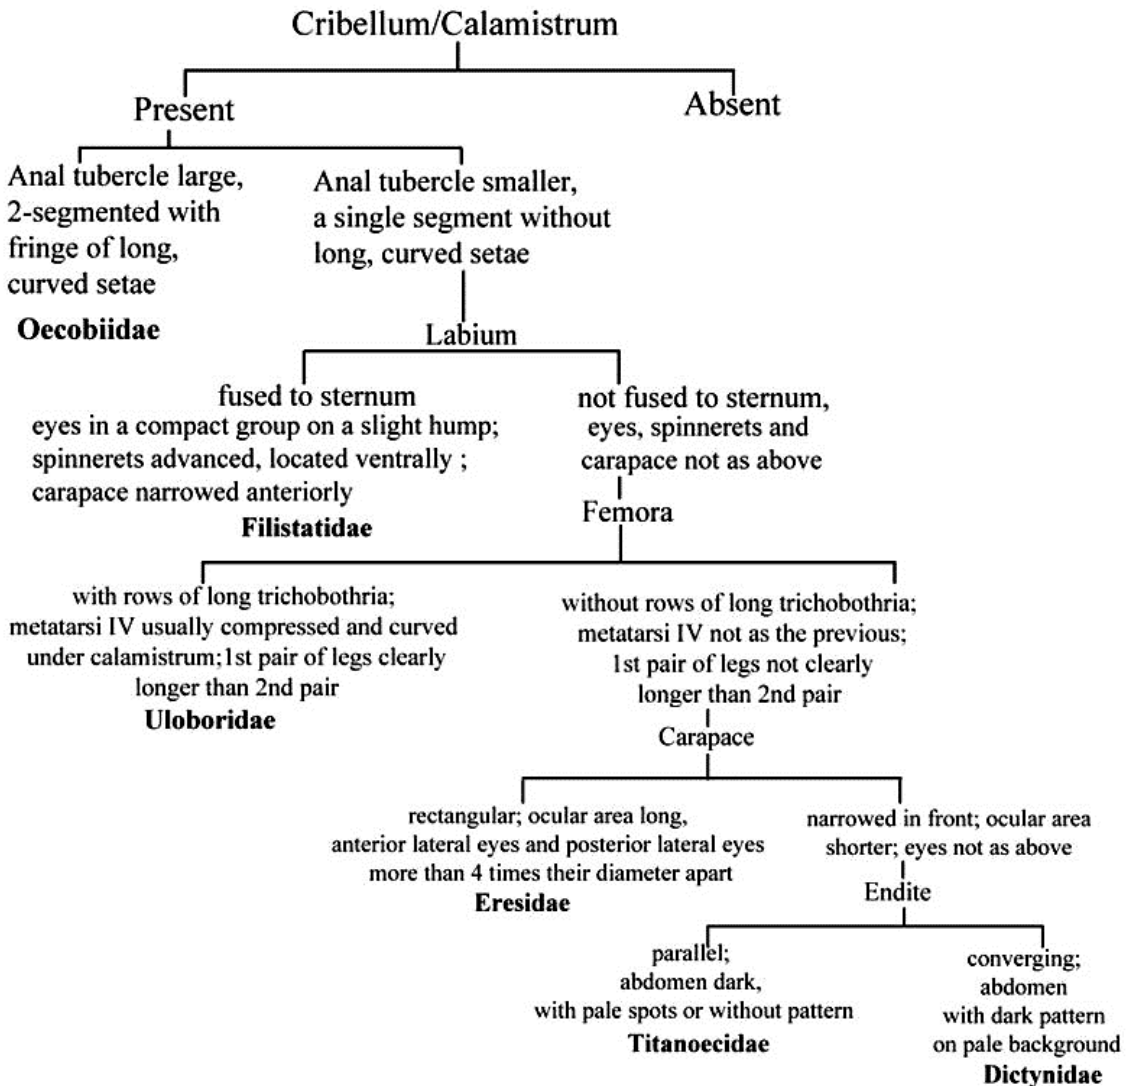 Cribellum/Calamistrum
Present
Absent
Anal tubercle large,
2-segmented with
fringe of long,
curved setae
Oecobiidae
Anal tubercle smaller,
a single segment without
long, curved setae
Labium
fused to sternum
eyes in a compact group on a slight hump;
spinnerets advanced, located ventrally ;
carapace narrowed anteriorly
Filistatidae
not fused to sternum,
eyes, spinnerets and
carapace not as above
Femora
with rows of long trichobothria;
metatarsi IV usually compressed and curved
under calamistrum;1st pair of legs clearly
longer than 2nd pair
Uloboridae
without rows of long trichobothria;
metatarsi IV not as the previous;
1st pair of legs not clearly
longer than 2nd pair
Carapace
rectangular; ocular area long,
anterior lateral eyes and posterior lateral eyes
more than 4 times their diameter apart
Eresidae
narrowed in front; ocular area
shorter; eyes not as above
Endite
parallel;
abdomen dark,
with pale spots or without pattern
Titanoecidae
converging;
abdomen
with dark pattern
on pale background
Dictynidae